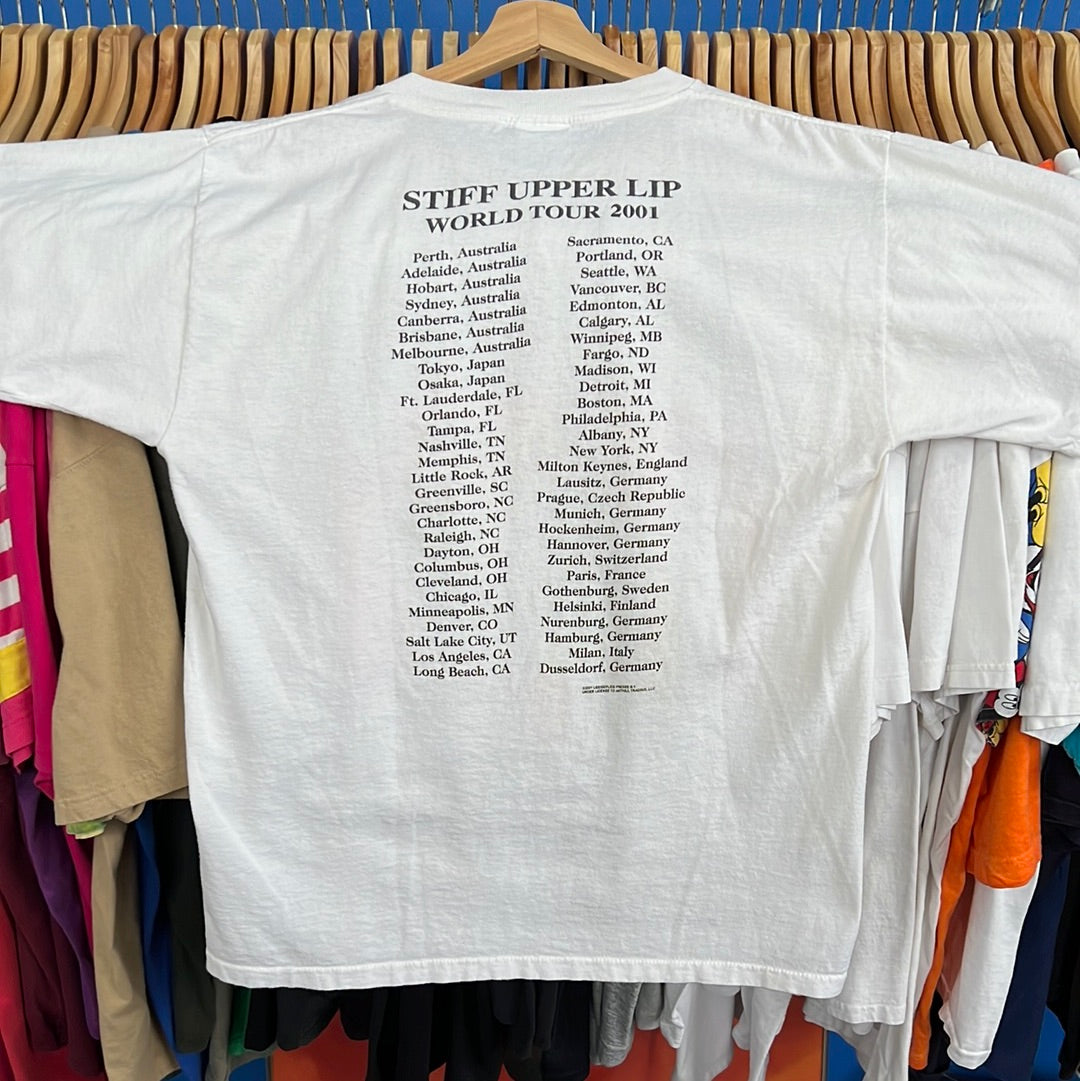 STIFF UPPER LIP
WORLD TOUR 2001
Perth, Australia
Adelaide, Australia
Hobart, Australia
Sydney, Australia
Canberra, Australia
Brisbane, Australia
Melbourne, Australia
Tokyo, Japan
Osaka, Japan
Ft. Lauderdale, FL
Orlando, FL
Tampa, FL
Nashville, TN
Memphis, TN
Little Rock, AR
Greenville, SC
Greensboro, NC
Charlotte, NC
Raleigh, NC
Dayton, OH
Columbus, OH
Cleveland, OH
Chicago, IL
Minneapolis, MN
Denver, CO
Salt Lake City, UT
Los Angeles, CA
Long Beach, CA
Sacramento, CA
Portland, OR
Seattle, WA
Vancouver, BC
Edmonton, AL
Calgary, AL
Winnipeg, MB
Fargo, ND
Madison, WI
Detroit, MI
Boston, MA
Philadelphia, PA
Albany, NY
New York, NY
Milton Keynes, England
Lausitz, Germany
Prague, Czech Republic
Munich, Germany
Hockenheim, Germany
Hannover, Germany
Zurich, Switzerland
Paris, France
Gothenburg, Sweden
Helsinki, Finland
Nurenburg, Germany
Hamburg, Germany
Milan, Italy
Dusseldorf, Germany
©2001
UNDER LICENSE TO TRADING, LLC